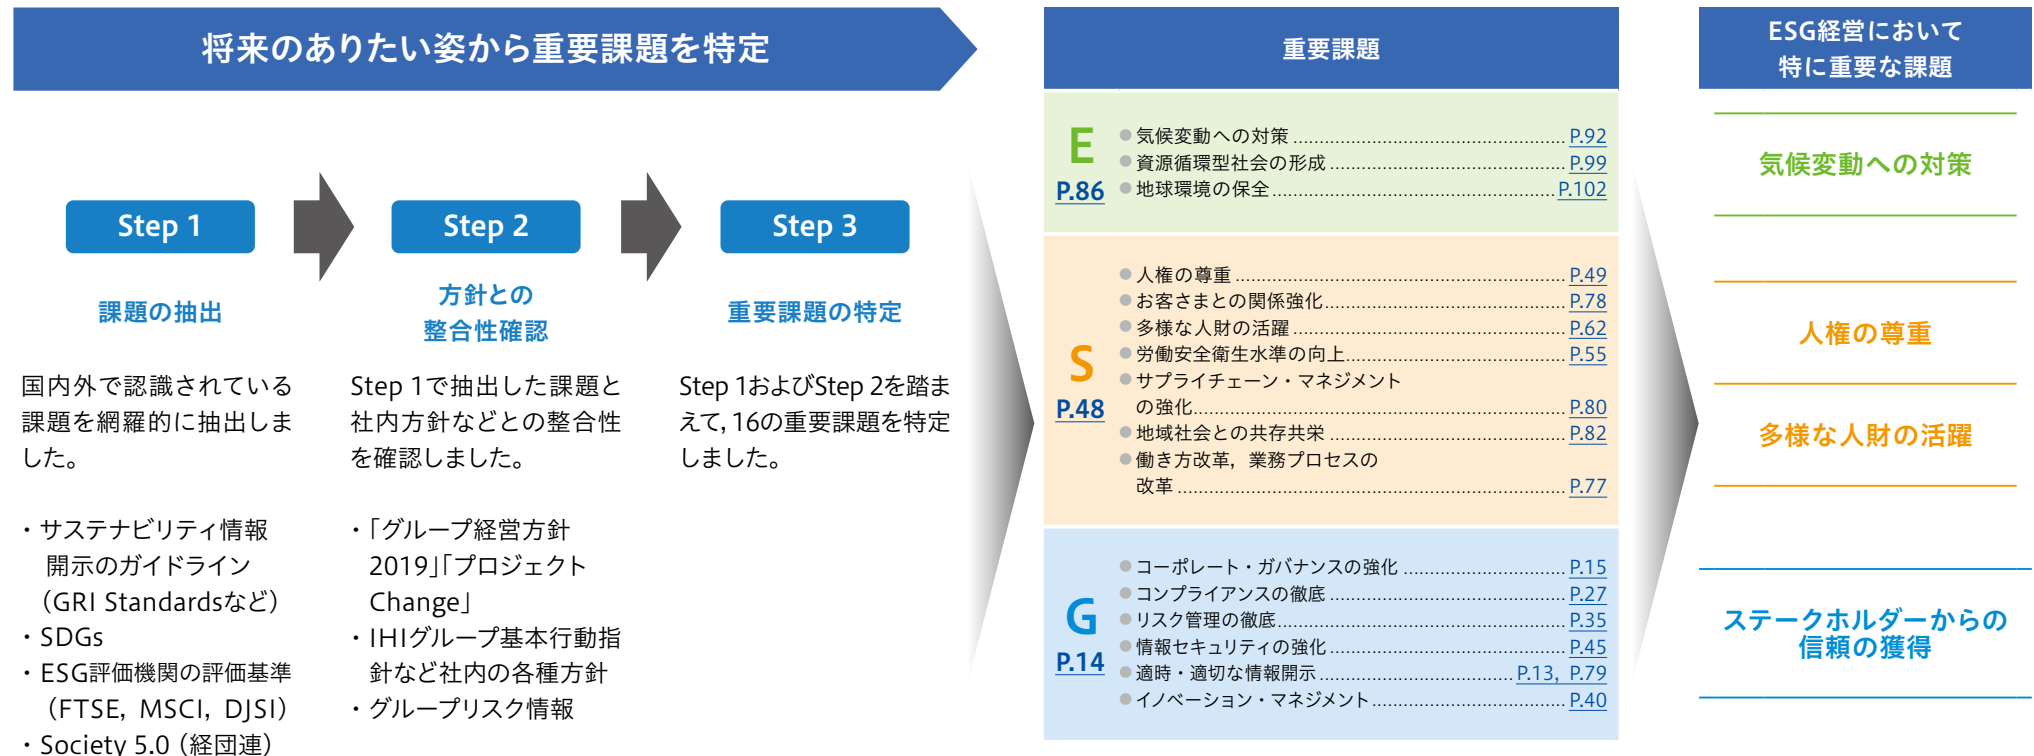 将来のありたい姿から重要課題を特定
Step 1
課題の抽出
国内外で認識されている
課題を網羅的に抽出しま
した。
・サステナビリティ情報
開示のガイドライン
（GRI Standardsなど）
・SDGs
・ESG評価機関の評価基準
（FTSE, MSCI, DJSI）
・Society 5.0（経団連）
Step 2
方針との
整合性確認
Step 1で抽出した課題と
社内方針などとの整合性
を確認しました。
・「グループ経営方針
2019」「プロジェクト
Change」
・IHIグループ基本行動指
針など社内の各種方針
・グループリスク情報
Step 3
重要課題の特定
Step 1およびStep 2を踏ま
えて，16の重要課題を特定
しました。
重要課題
E
P.86
●気候変動への対策 P.92
●資源循環型社会の形成 P.99
●地球環境の保全 P.102
S
P.48
●人権の尊重 P.49
●お客さまとの関係強化 P.78
●多様な人財の活躍 P.62
●労働安全衛生水準の向上 P.55
●サプライチェーン・マネジメント
の強化 P.80
●地域社会との共存共栄 P.82
●働き方改革，業務プロセスの
改革 P.77
G
P.14
●コーポレート・ガバナンスの強化 P.15
●コンプライアンスの徹底 P.27
●リスク管理の徹底 P.35
●情報セキュリティの強化 P.45
●適時・適切な情報開示 P.13, P.79
●イノベーション・マネジメント P.40
ESG経営において
特に重要な課題
気候変動への対策
人権の尊重
多様な人財の活躍
ステークホルダーからの
信頼の獲得